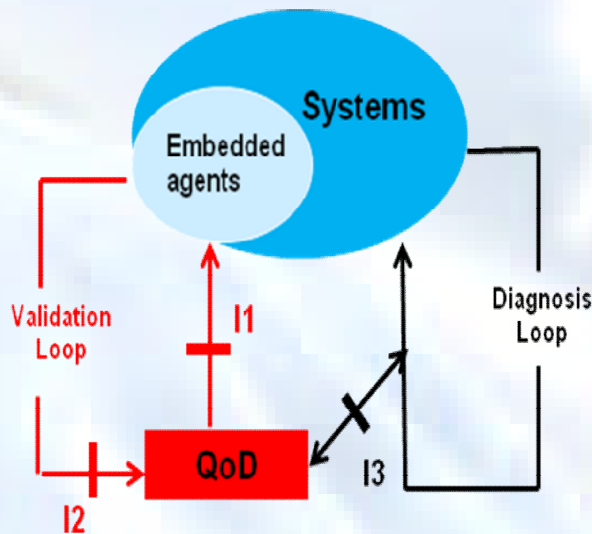 Systems
Embedded
agents
Validation
Loop
I1
Diagnosis
Loop
QoD
I2
I3